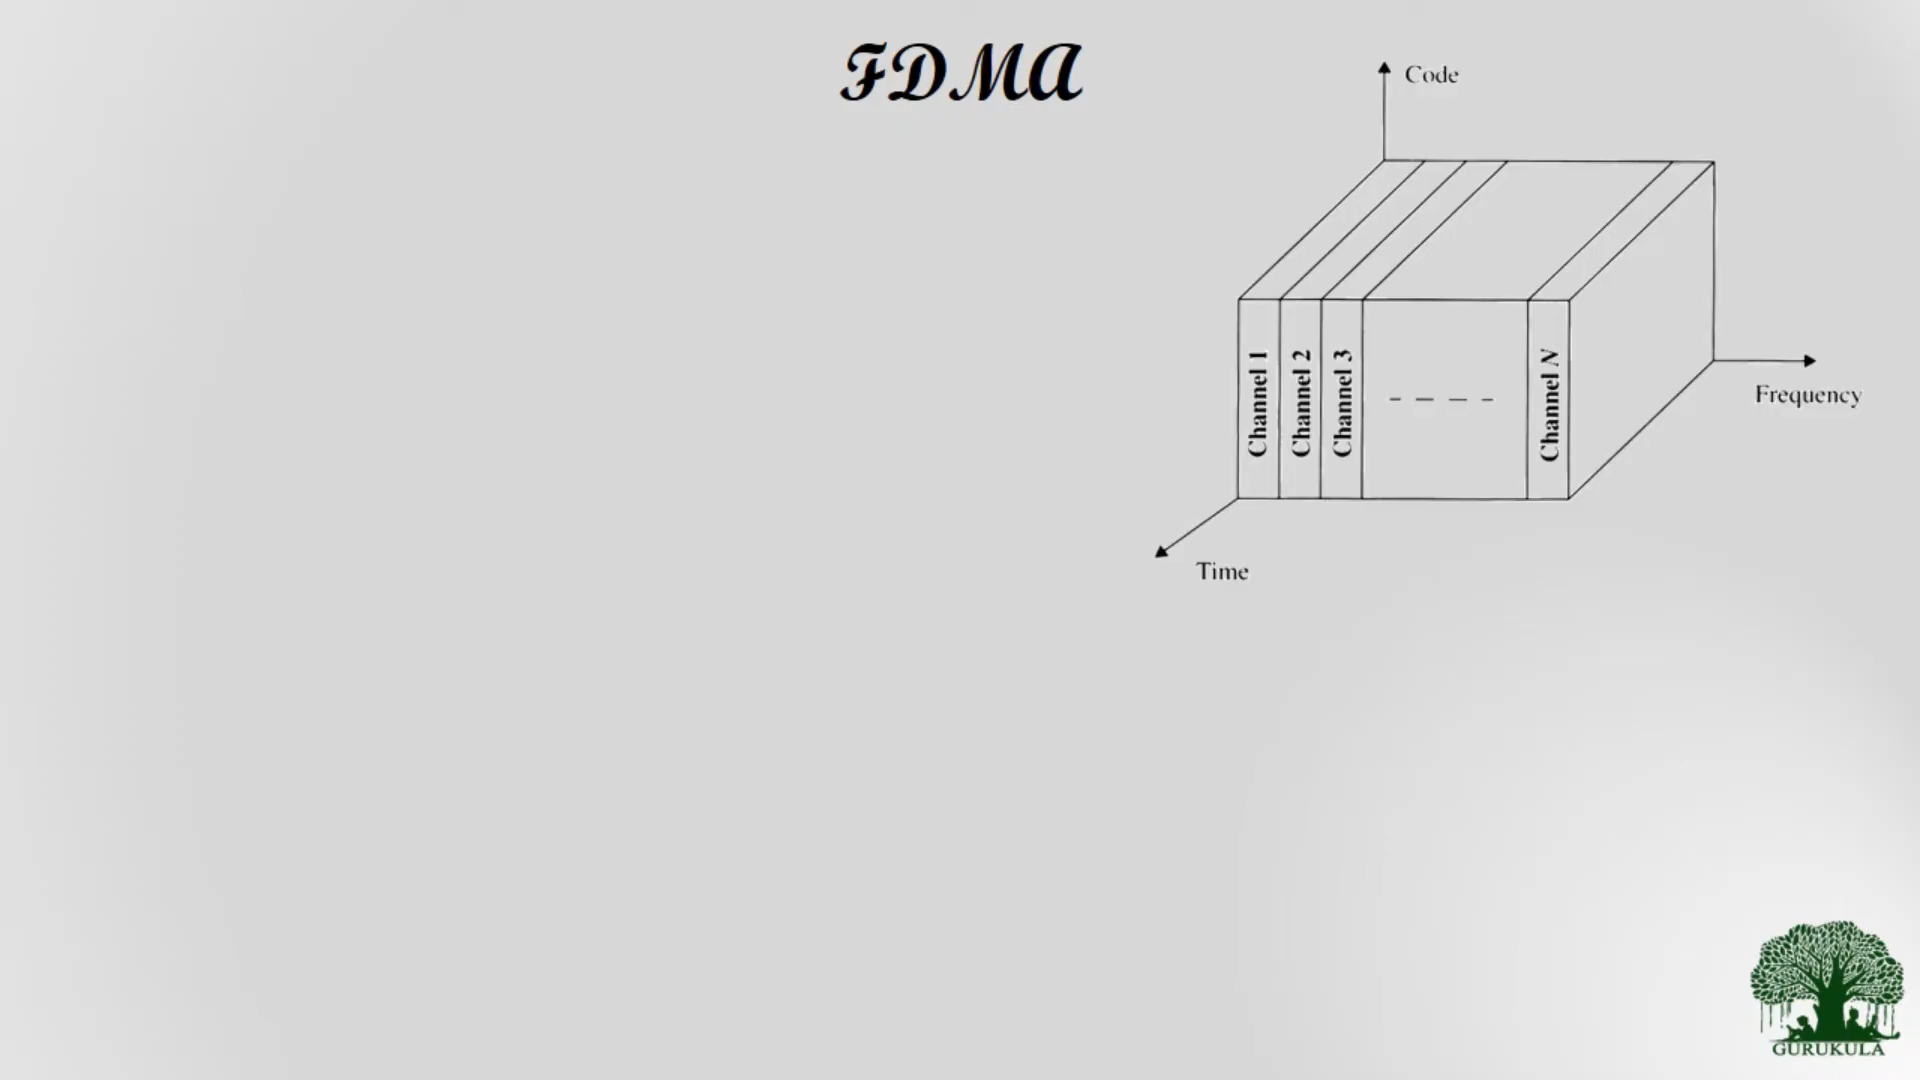 FDMA
Code
Channel 1
Channel 2
Channel 3
Channel N
Frequency
Time
GURUKULA